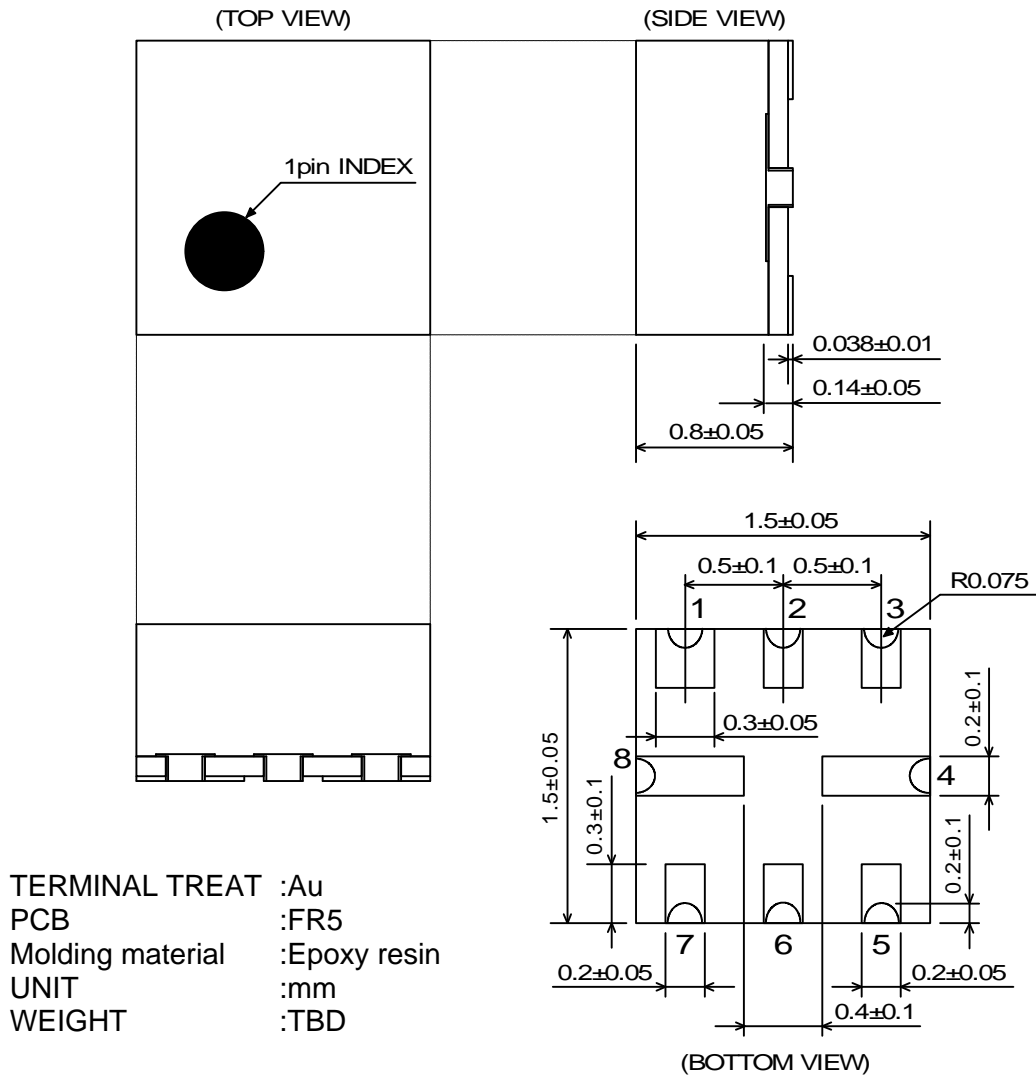 (TOP VIEW)
(SIDE VIEW)
1pin INDEX
0.038±0.01
0.14±0.05
0.8±0.05
1.5±0.05
0.5±0.1
0.5±0.1
R0.075
1
2
3
0.3±0.05
0.2±0.1
1.5±0.05
8
4
0.3±0.1
0.2±0.1
7
6
5
0.2±0.05
0.2±0.05
0.4±0.1
(BOTTOM VIEW)
TERMINAL TREAT :Au
PCB :FR5
Molding material :Epoxy resin
UNIT :mm
WEIGHT :TBD